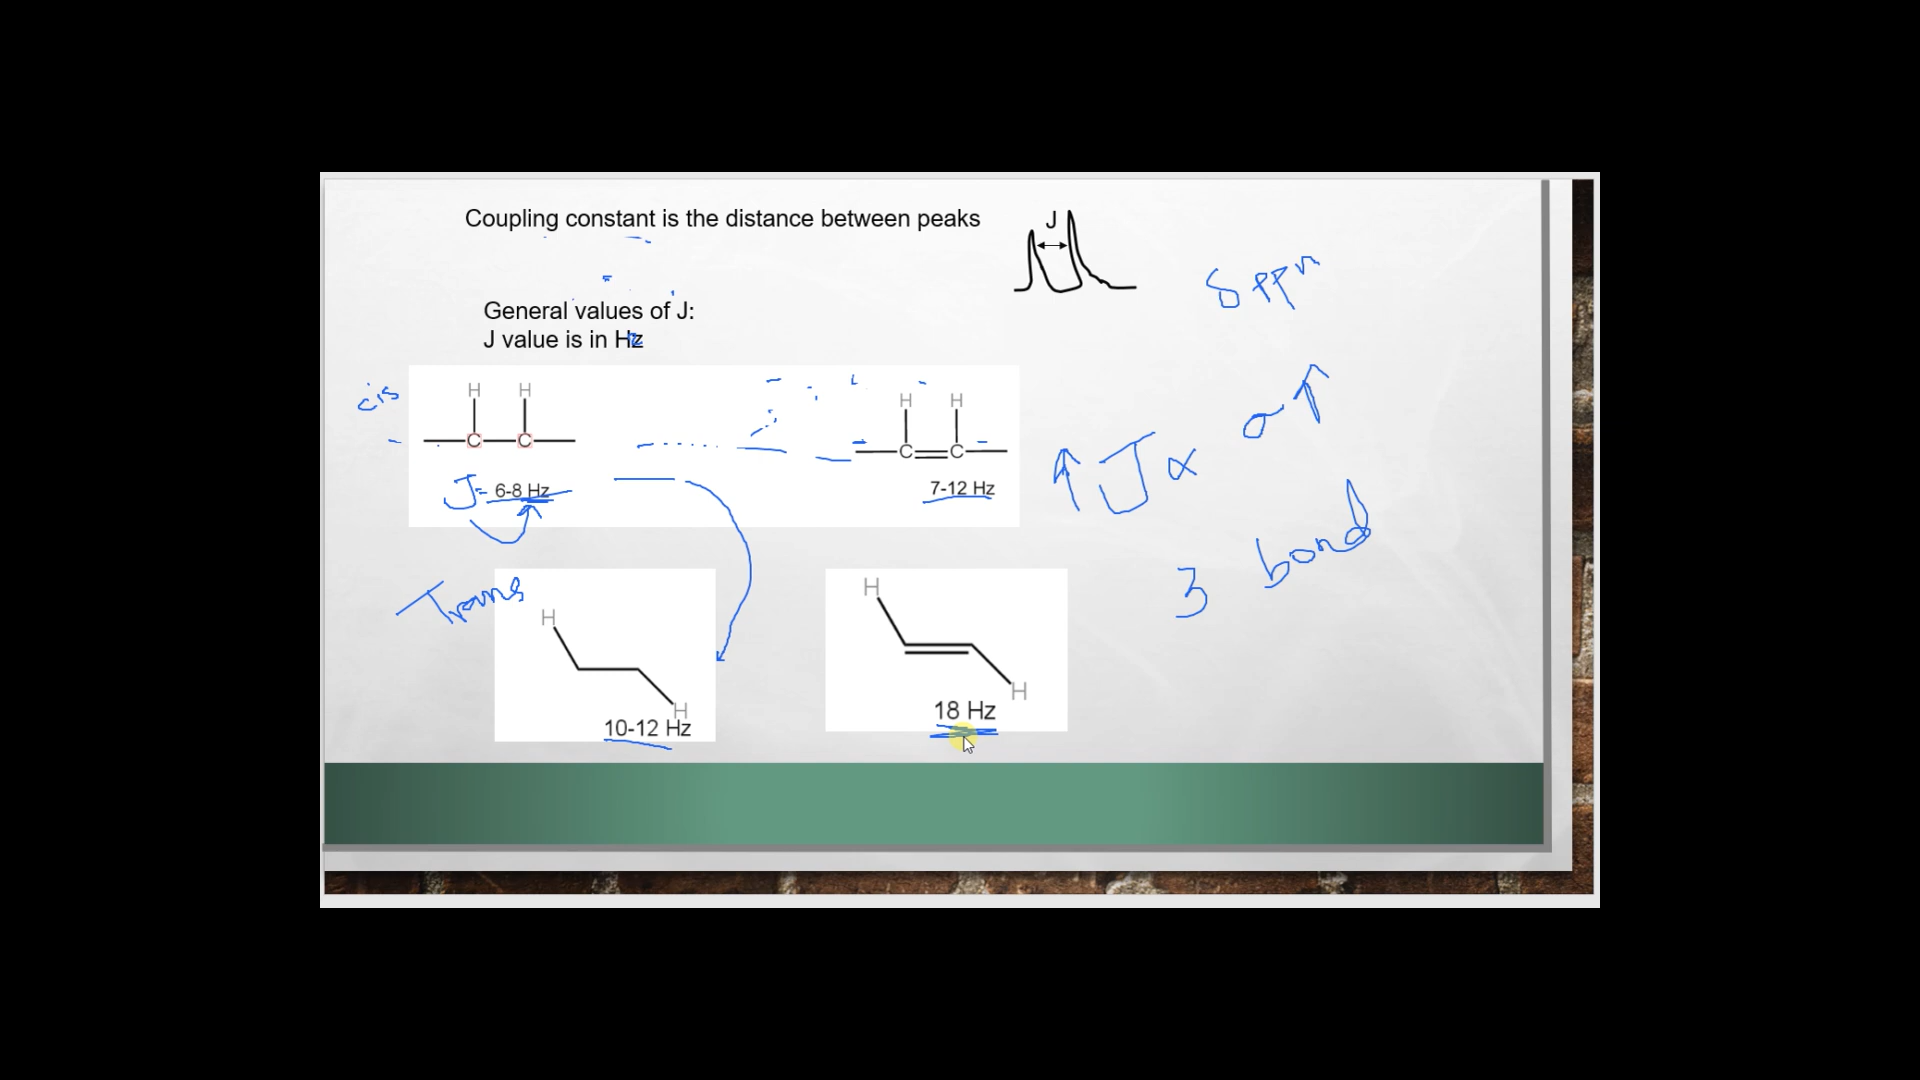 Coupling constant is the distance between peaks
J
δ ppm
General values of J:
J value is in Hz
cis
H H
C C
J= 6-8 Hz
H H
C C
7-12 Hz
↑ J ∝ σ ↑
3 bond
Trans
H
H
10-12 Hz
H
H
18 Hz